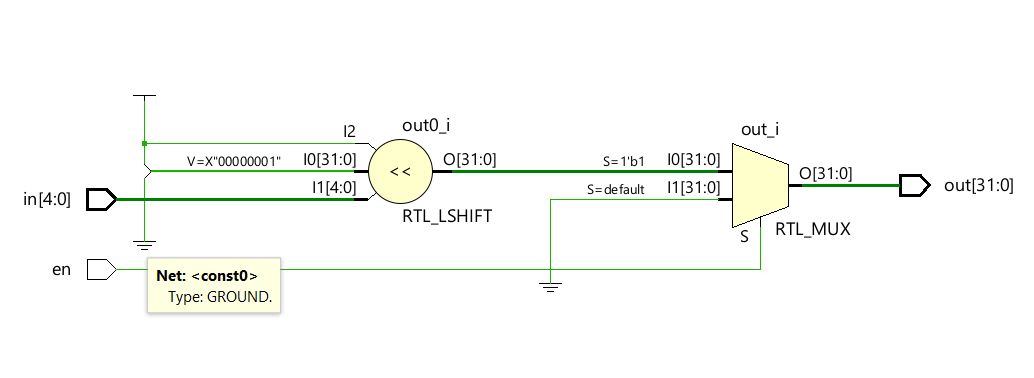 out0_i
out_i
I2
V=X"00000001"
I0[31:0]
<<
O[31:0]
S=1'b1
I0[31:0]
O[31:0]
in[4:0]
I1[4:0]
S=default
I1[31:0]
out[31:0]
RTL_LSHIFT
S
RTL_MUX
en
Net: <const0>
Type: GROUND.